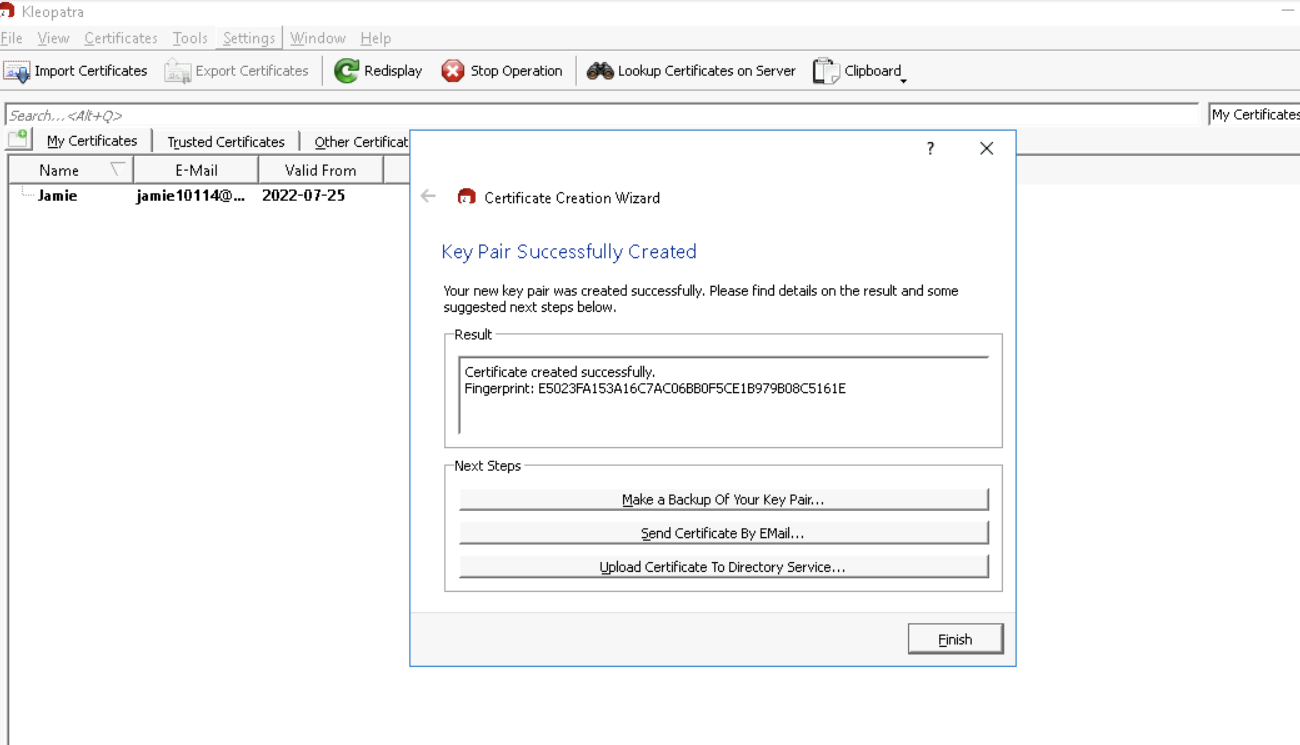 Kleopatra
File View Certificates Tools Settings Window Help
Import Certificates Export Certificates Redisplay Stop Operation Lookup Certificates on Server Clipboard
Search...<Alt+Q> My Certificates
My Certificates Trusted Certificates Other Certificat
Name E-Mail Valid From
Jamie jamie10114@... 2022-07-25
?
Certificate Creation Wizard
Key Pair Successfully Created
Your new key pair was created successfully. Please find details on the result and some
suggested next steps below.
Result
Certificate created successfully.
Fingerprint: E5023FA153A16C7AC06BB0F5CE1B979B08C5161E
Next Steps
Make a Backup Of Your Key Pair...
Send Certificate By EMail...
Upload Certificate To Directory Service...
Finish